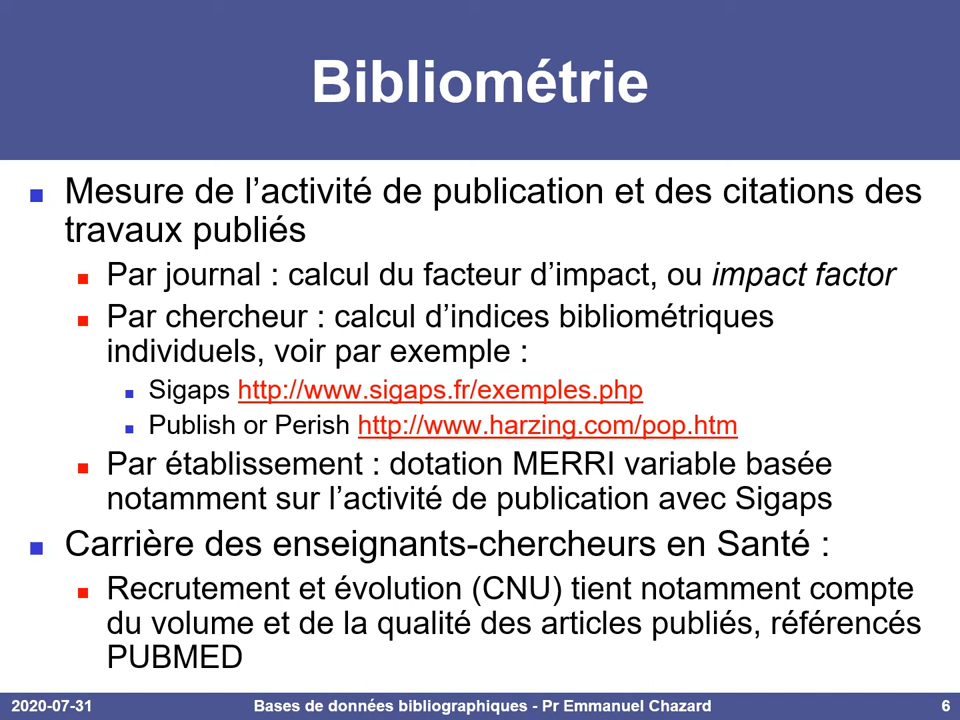 Bibliométrie
Mesure de l’activité de publication et des citations des
travaux publiés
Par journal : calcul du facteur d’impact, ou impact factor
Par chercheur : calcul d’indices bibliométriques
individuels, voir par exemple :
Sigaps http://www.sigaps.fr/exemples.php
Publish or Perish http://www.harzing.com/pop.htm
Par établissement : dotation MERRI variable basée
notamment sur l’activité de publication avec Sigaps
Carrière des enseignants-chercheurs en Santé :
Recrutement et évolution (CNU) tient notamment compte
du volume et de la qualité des articles publiés, référencés
PUBMED
2020-07-31 Bases de données bibliographiques - Pr Emmanuel Chazard 6